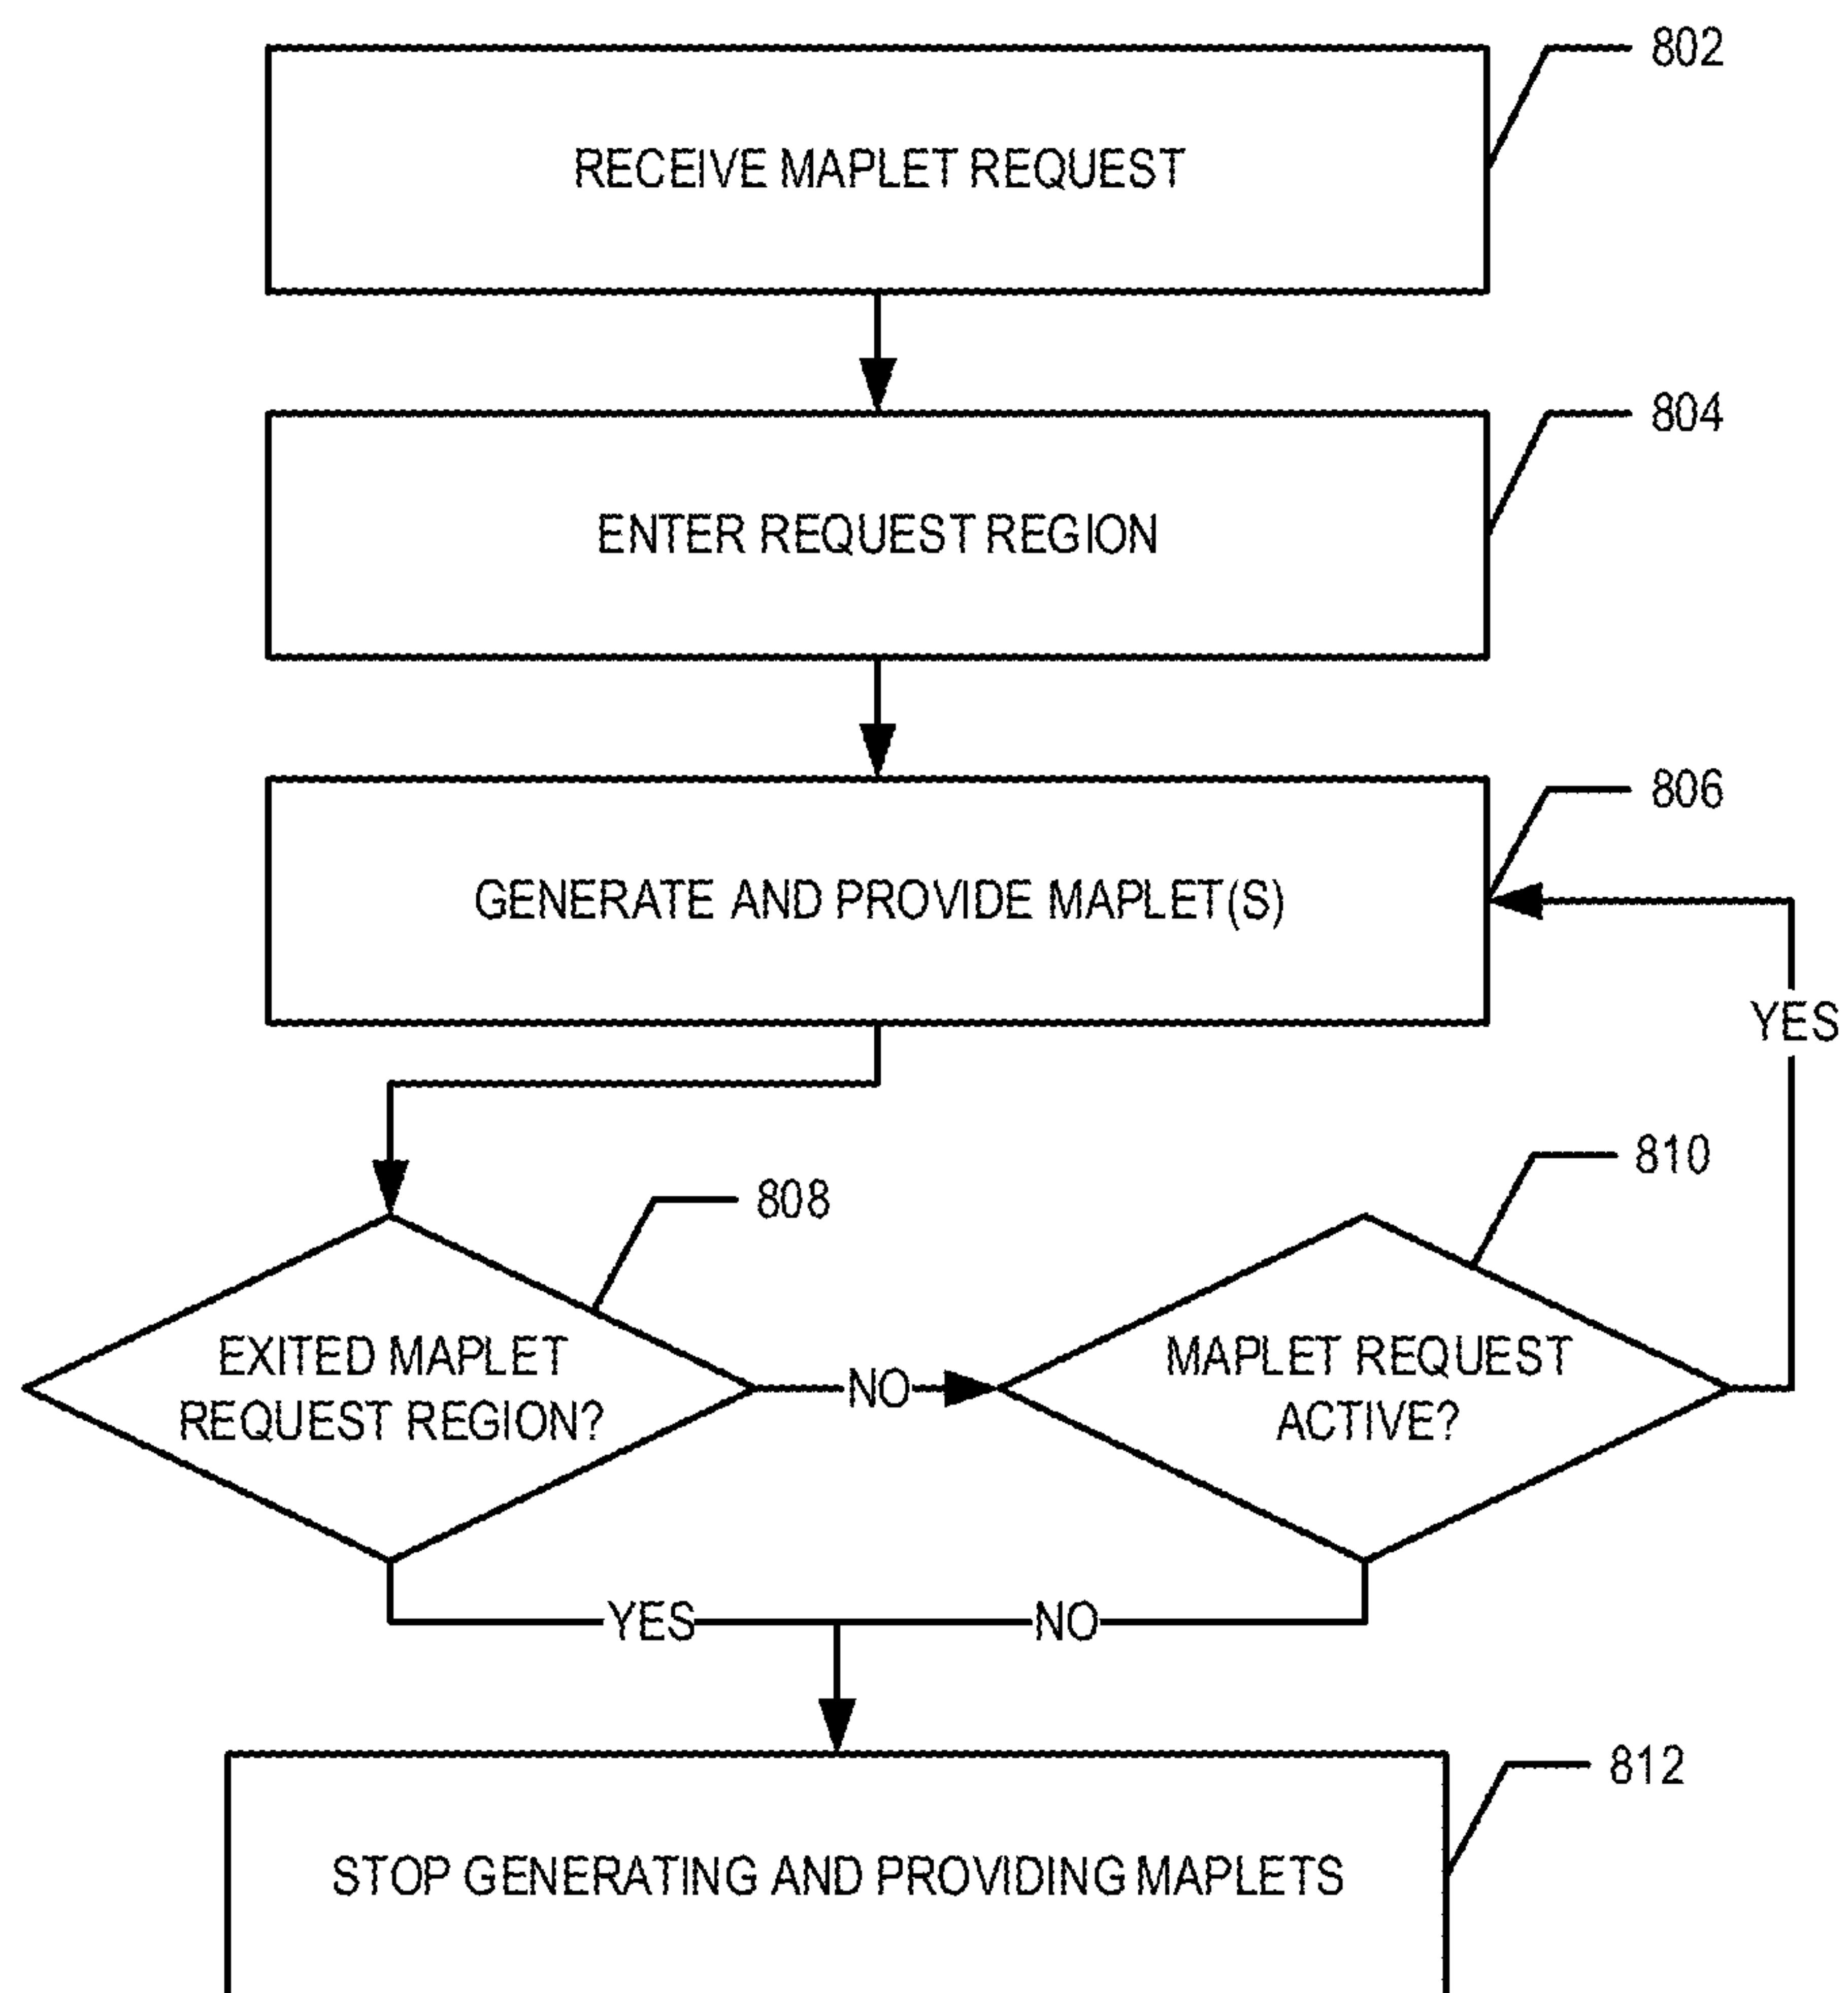 802
RECEIVE MAPLET REQUEST
804
ENTER REQUEST REGION
806
GENERATE AND PROVIDE MAPLET(S)
YES
810
808
EXITED MAPLET
REQUEST REGION?
NO
MAPLET REQUEST
ACTIVE?
YES
NO
812
STOP GENERATING AND PROVIDING MAPLETS